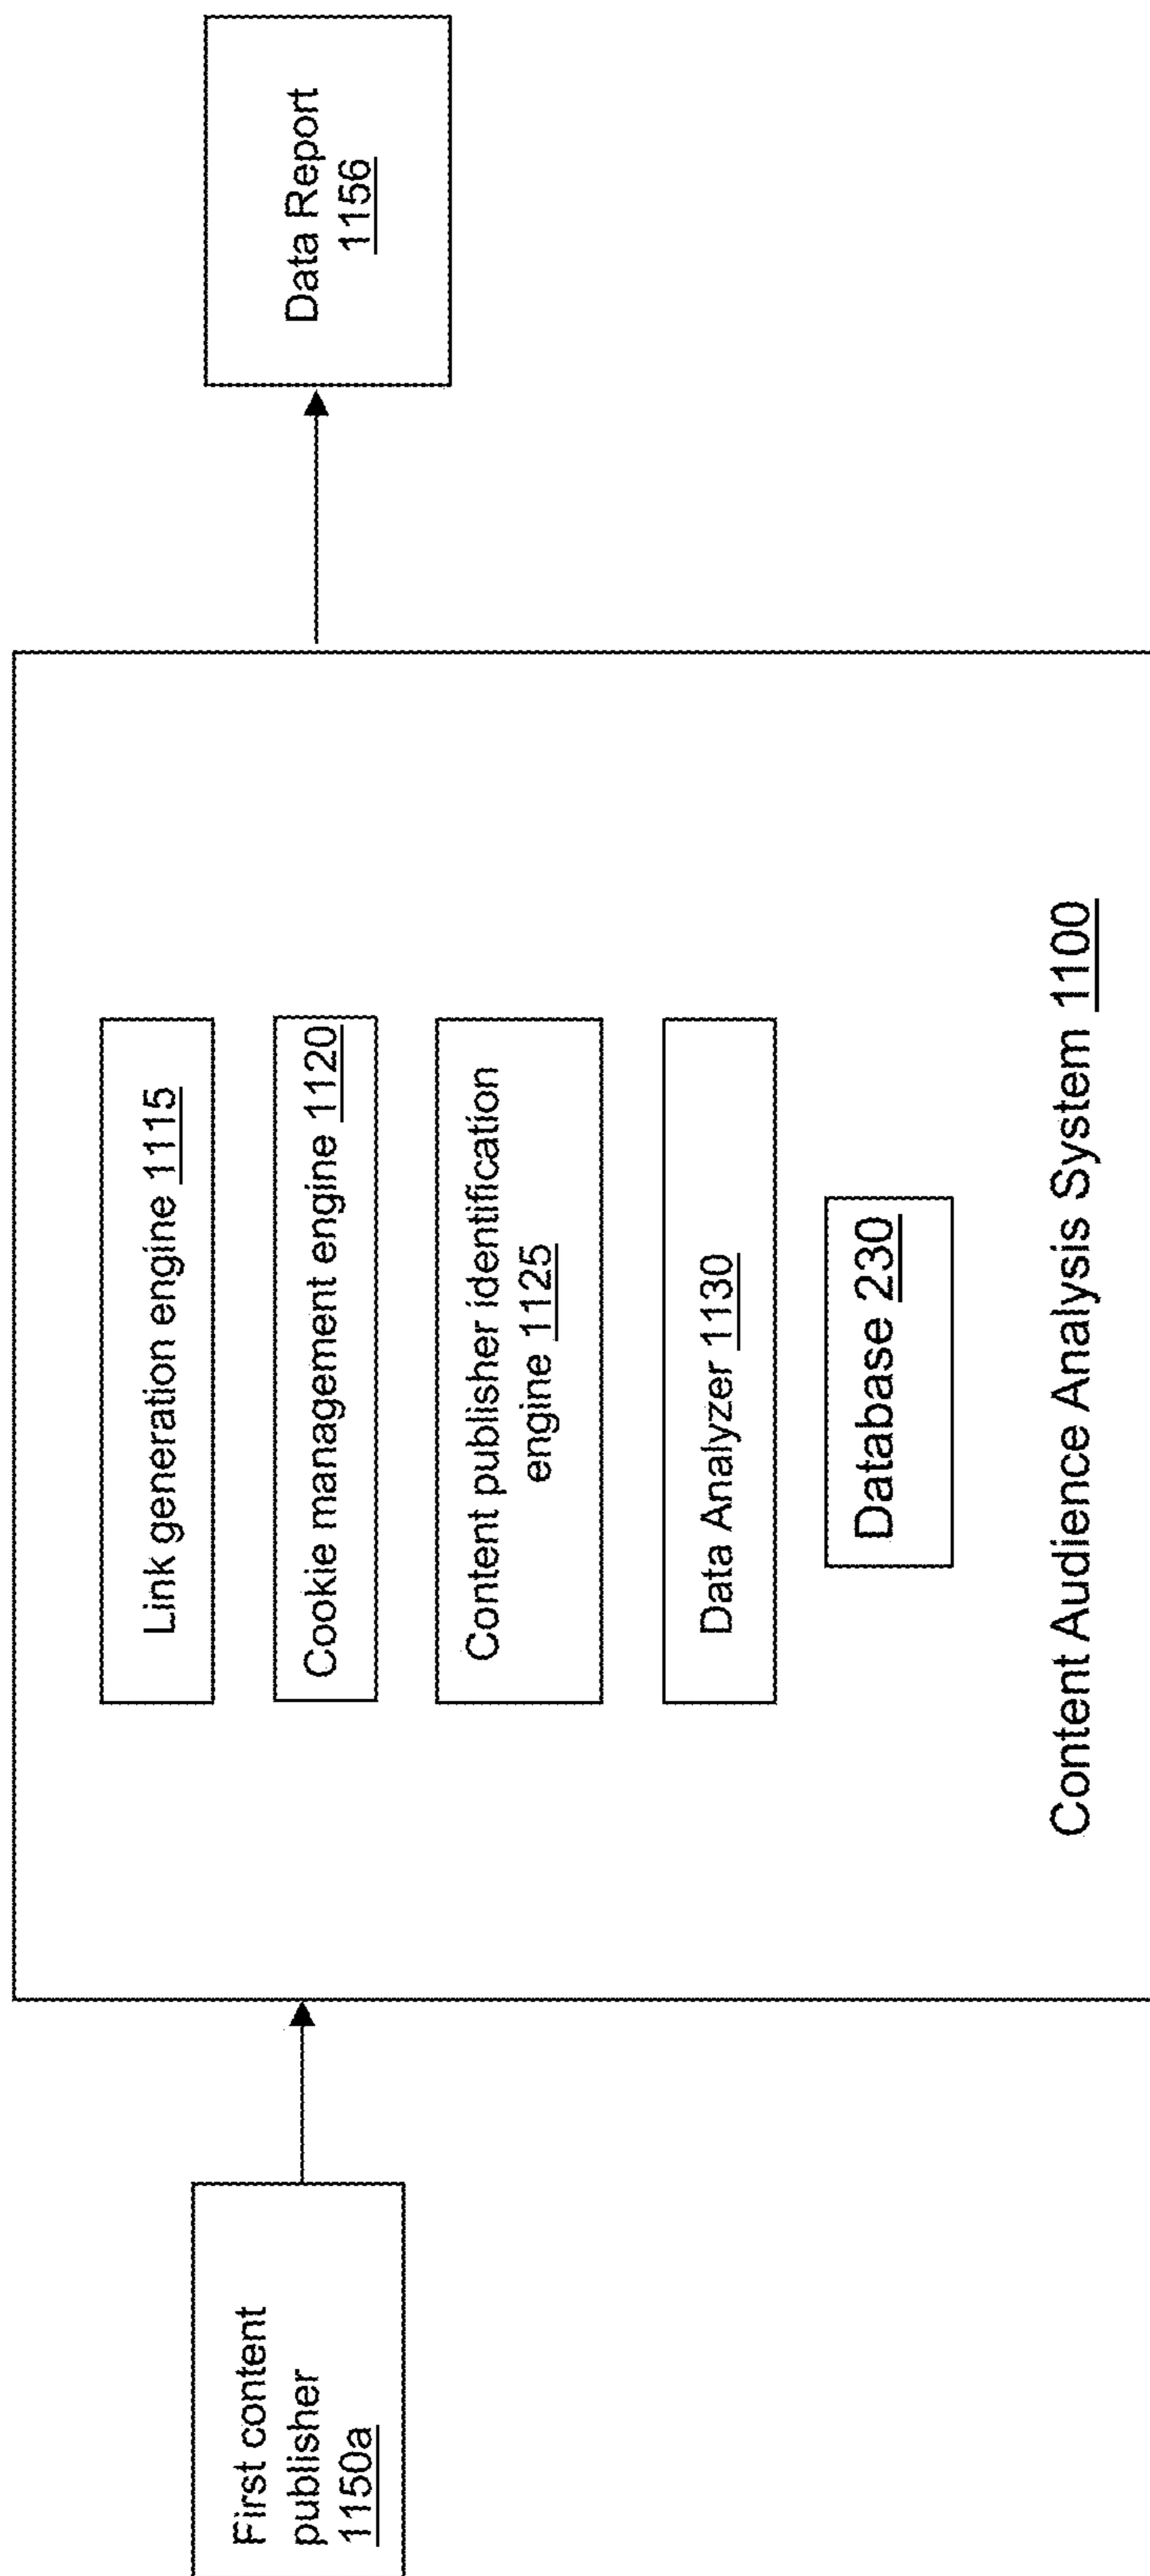 First content
publisher
1150a
Link generation engine 1115
Cookie management engine 1120
Content publisher identification
engine 1125
Data Analyzer 1130
Database 230
Content Audience Analysis System 1100
Data Report
1156